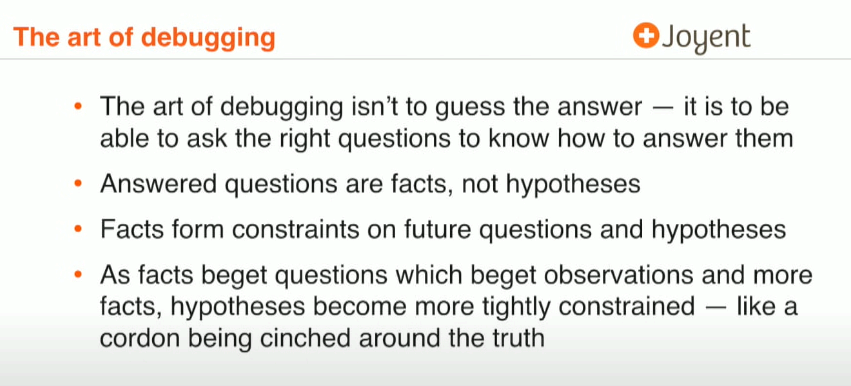 The art of debugging
Joyent
• The art of debugging isn’t to guess the answer — it is to be
able to ask the right questions to know how to answer them
• Answered questions are facts, not hypotheses
• Facts form constraints on future questions and hypotheses
• As facts beget questions which beget observations and more
facts, hypotheses become more tightly constrained — like a
cordon being cinched around the truth